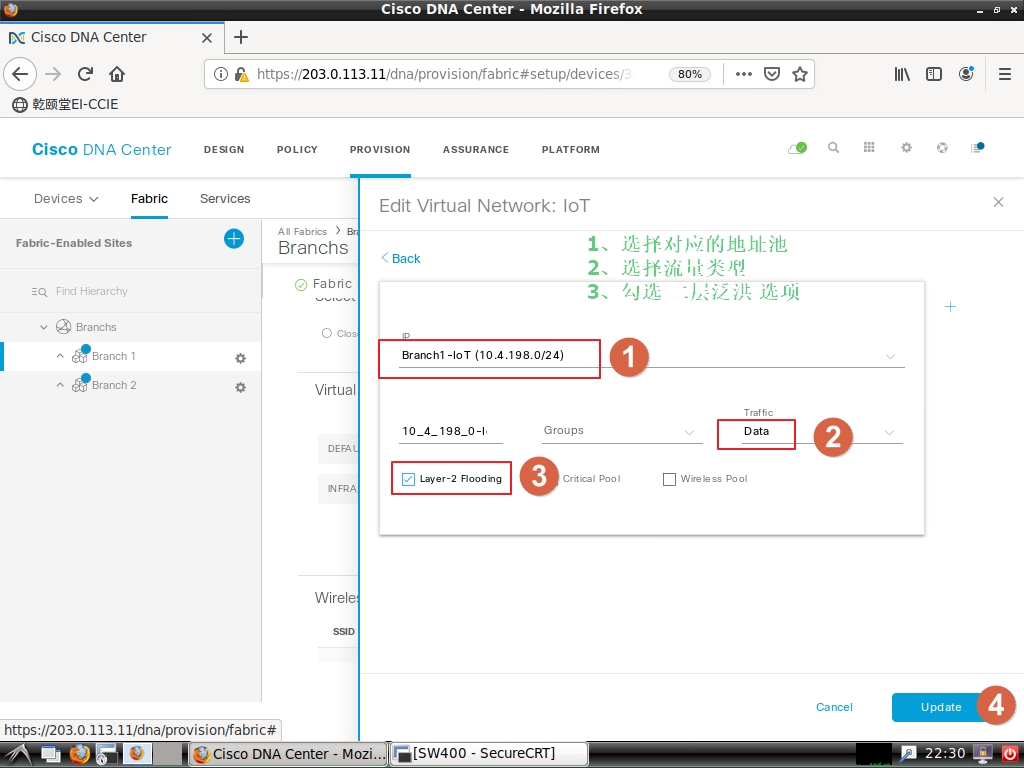 Cisco DNA Center - Mozilla Firefox
Cisco DNA Center
https://203.0.113.11/dna/provision/fabric#setup/devices/3
80%
乾颐堂EI-CCIE
Cisco DNA Center
DESIGN
POLICY
PROVISION
ASSURANCE
PLATFORM
Devices
Fabric
Services
Edit Virtual Network: IoT
Fabric-Enabled Sites
All Fabrics
Bra
Branchs
Back
1、选择对应的地址池
2、选择流量类型
3、勾选 二层泛洪 选项
Find Hierarchy
Fabric
Select
Branchs
Branch 1
Branch 2
Clos
IP
Branch1-IoT (10.4.198.0/24)
1
Virtual
Traffic
10_4_198_0-I
Groups
Data
2
DEFAU
Layer-2 Flooding
3
Critical Pool
Wireless Pool
INFRA
Wireles
SSID
Cancel
Update
4
https://203.0.113.11/dna/provision/fabric#
Cisco DNA Center - Mozi...
[SW400 - SecureCRT]
22:30